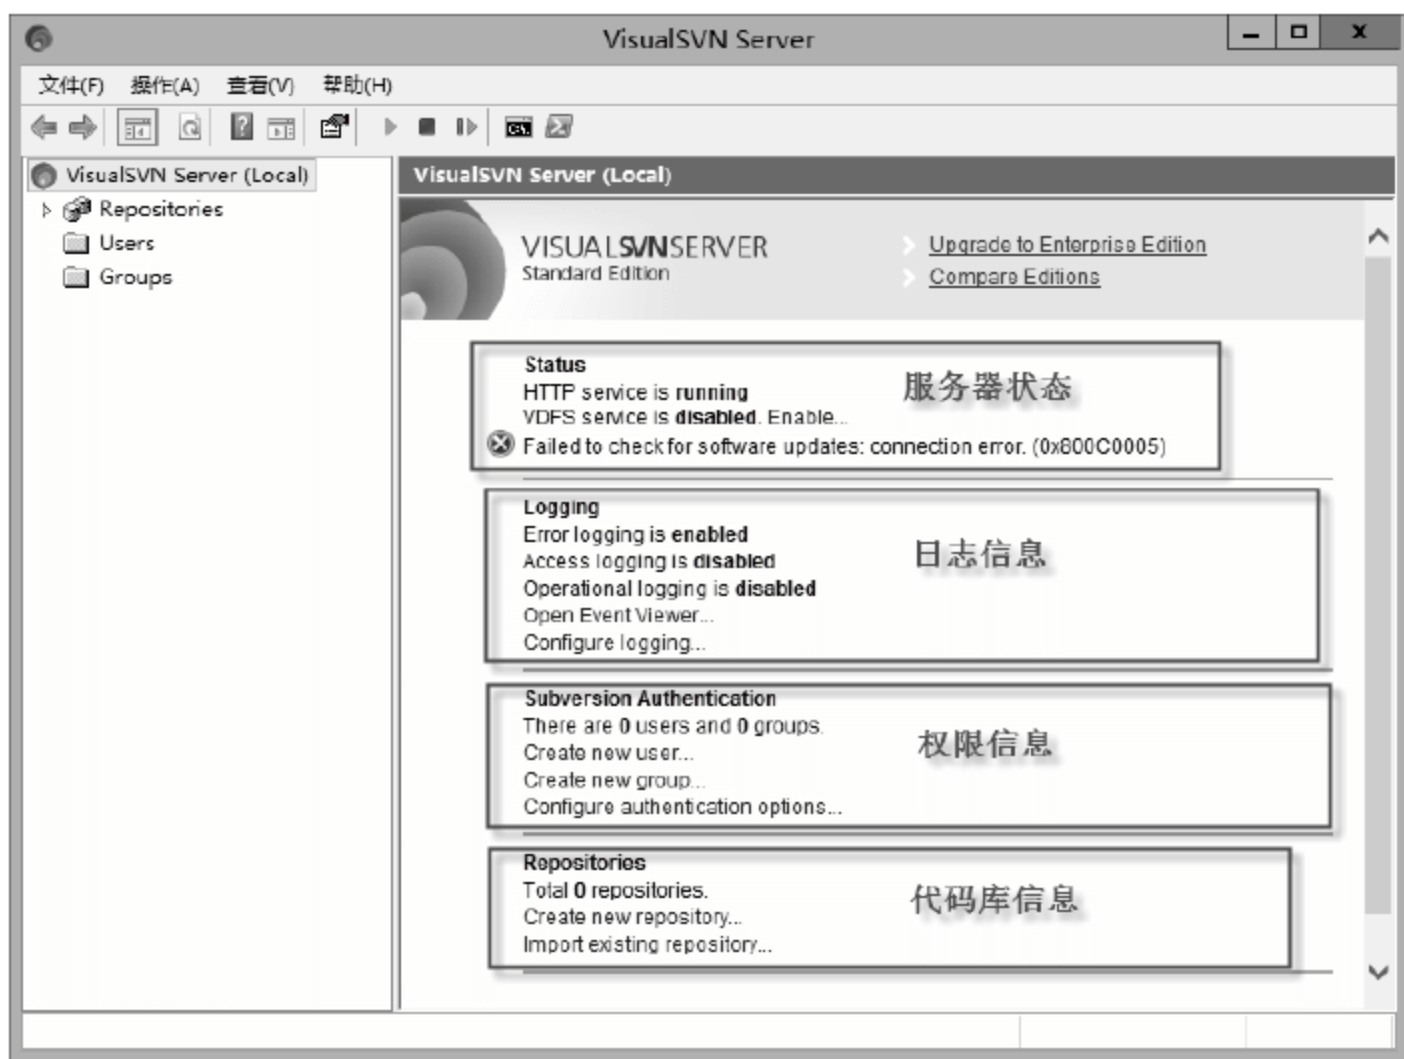 VisualSVN Server
文件(F) 操作(A) 查看(V) 帮助(H)
VisualSVN Server (Local)
Repositories
Users
Groups
VisualSVN Server (Local)
VISUALSVNSERVER
Standard Edition
Upgrade to Enterprise Edition
Compare Editions
Status
HTTP service is running
VDFS service is disabled. Enable...
Failed to check for software updates: connection error. (0x800C0005)
服务器状态
Logging
Error logging is enabled
Access logging is disabled
Operational logging is disabled
Open Event Viewer...
Configure logging...
日志信息
Subversion Authentication
There are 0 users and 0 groups.
Create new user...
Create new group...
Configure authentication options...
权限信息
Repositories
Total 0 repositories.
Create new repository...
Import existing repository...
代码库信息